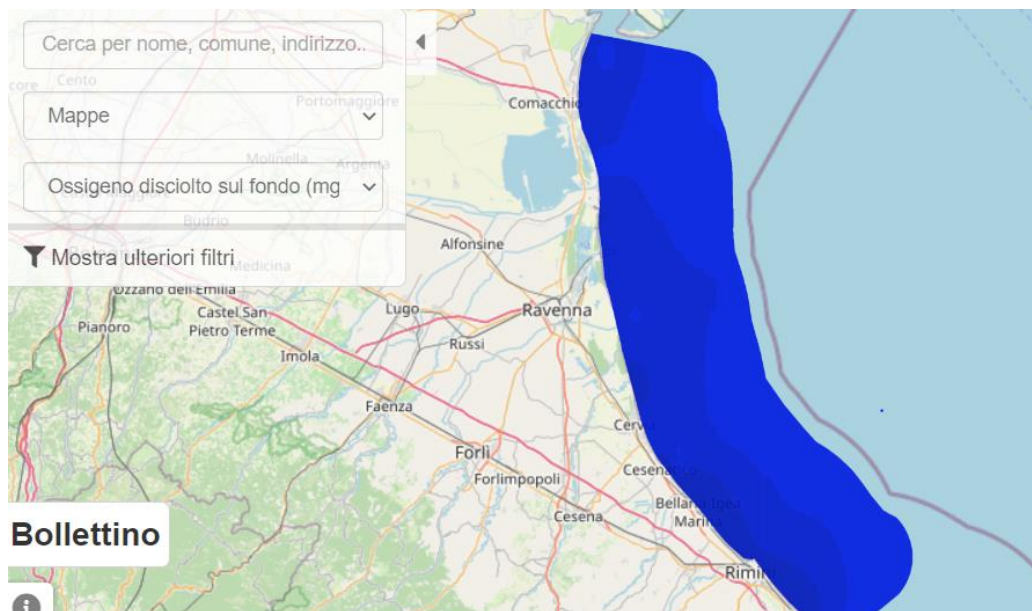 Cerca per nome, comune, indirizzo..
Cento
Mappe
Portomaggiore
Comacchio
Molinella
Argenta
Ossigeno disciolto sul fondo (mg
Budrio
Mostra ulteriori filtri
Medicina
Alfonsine
Ozzano dell'Emilia
Castel San
Pietro Terme
Pianoro
Lugo
Ravenna
Russi
Imola
Faenza
Cervia
Forlì
Forlimpopoli
Cesenatico
Cesena
Bellaria-Igea
Marina
Bollettino
Rimini